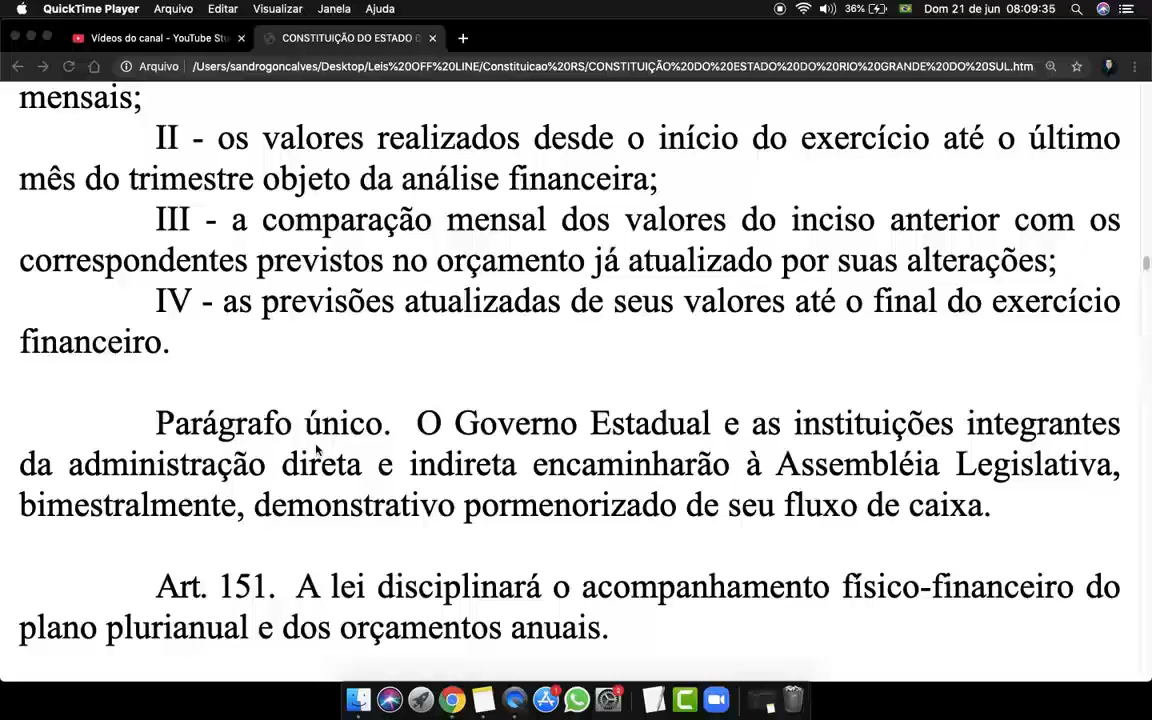 QuickTime Player Arquivo Editar Visualizar Janela Ajuda 36% Dom 21 de jun 08:09:35
Vídeos do canal - YouTube Stu × CONSTITUIÇÃO DO ESTADO × +
Arquivo /Users/sandrogoncalves/Desktop/Leis%20OFF%20LINE/Constituicao%20RS/CONSTITUIÇÃO%20DO%20ESTADO%20DO%20RIO%20GRANDE%20DO%20SUL.htm
mensais;
II - os valores realizados desde o início do exercício até o último
mês do trimestre objeto da análise financeira;
III - a comparação mensal dos valores do inciso anterior com os
correspondentes previstos no orçamento já atualizado por suas alterações;
IV - as previsões atualizadas de seus valores até o final do exercício
financeiro.
Parágrafo único. O Governo Estadual e as instituições integrantes
da administração direta e indireta encaminharão à Assembléia Legislativa,
bimestralmente, demonstrativo pormenorizado de seu fluxo de caixa.
Art. 151. A lei disciplinará o acompanhamento físico-financeiro do
plano plurianual e dos orçamentos anuais.